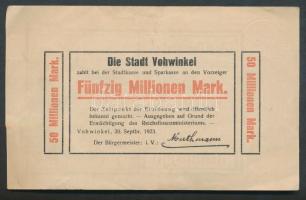 Die Stadt Vohwinkel
zahlt bei der Stadtkasse und Sparkasse an den Vorzeiger
Fünfzig Millionen Mark.
Der Zeitpunkt der Einlösung wird öffentlich
bekannt gemacht. — Ausgegeben auf Grund der
Ermächtigung des Reichsfinanzministeriums. —
Vohwinkel, 20. Septbr. 1923.
Der Bürgermeister: i. V.:
50 Millionen Mark.
50 Millionen Mark.